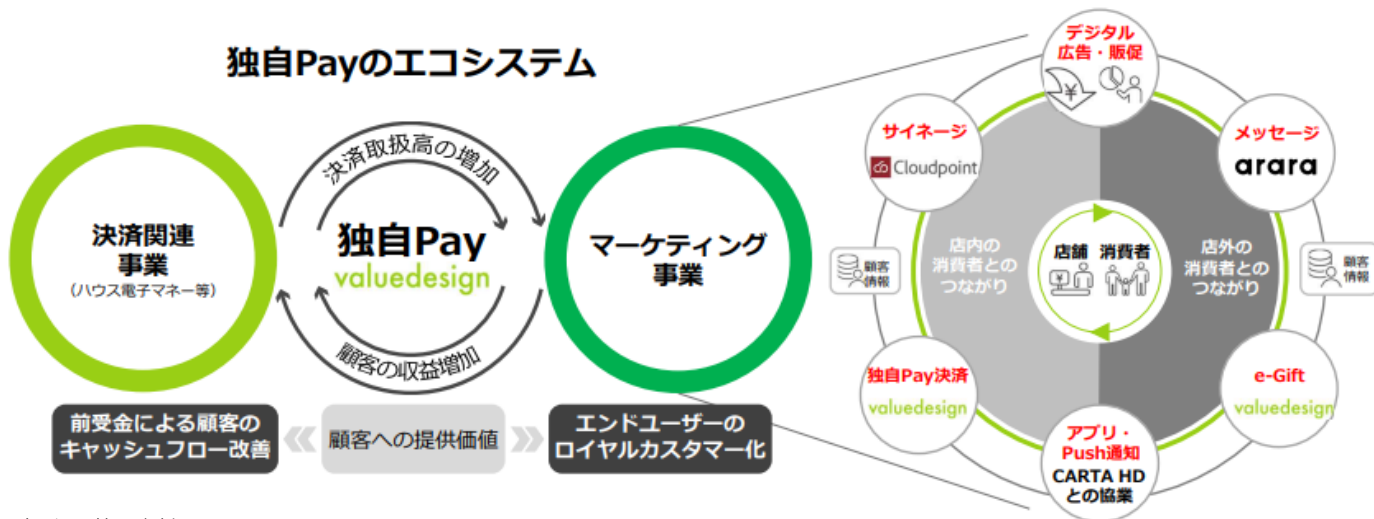 独自Payのエコシステム
決済関連
事業
(ハウス電子マネー等)
決済取扱高の増加
独自Pay
valuedesign
顧客の収益増加
マーケティング
事業
前受金による顧客の
キャッシュフロー改善
顧客への提供価値
エンドユーザーの
ロイヤルカスタマー化
デジタル
広告・販促
¥
サイネージ
Cloudpoint
メッセージ
arara
店内の
消費者との
つながり
店舗 消費者
¥
店外の
消費者との
つながり
顧客
情報
顧客
情報
独自Pay決済
valuedesign
e-Gift
valuedesign
アプリ・
Push通知
CARTA HD
との協業